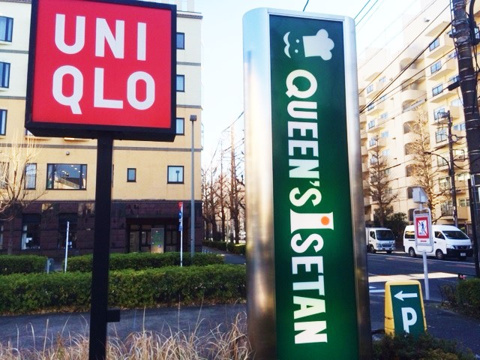 UNI
QLO
QUEEN'S ISETAN
P